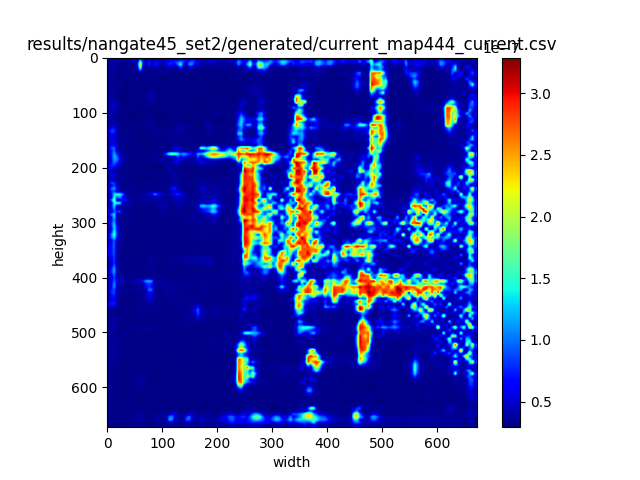 results/nangate45_set2/generated/current_map444_current.csv
1e−7
0
100
200
300
400
500
600
height
0 100 200 300 400 500 600
width
3.0
2.5
2.0
1.5
1.0
0.5